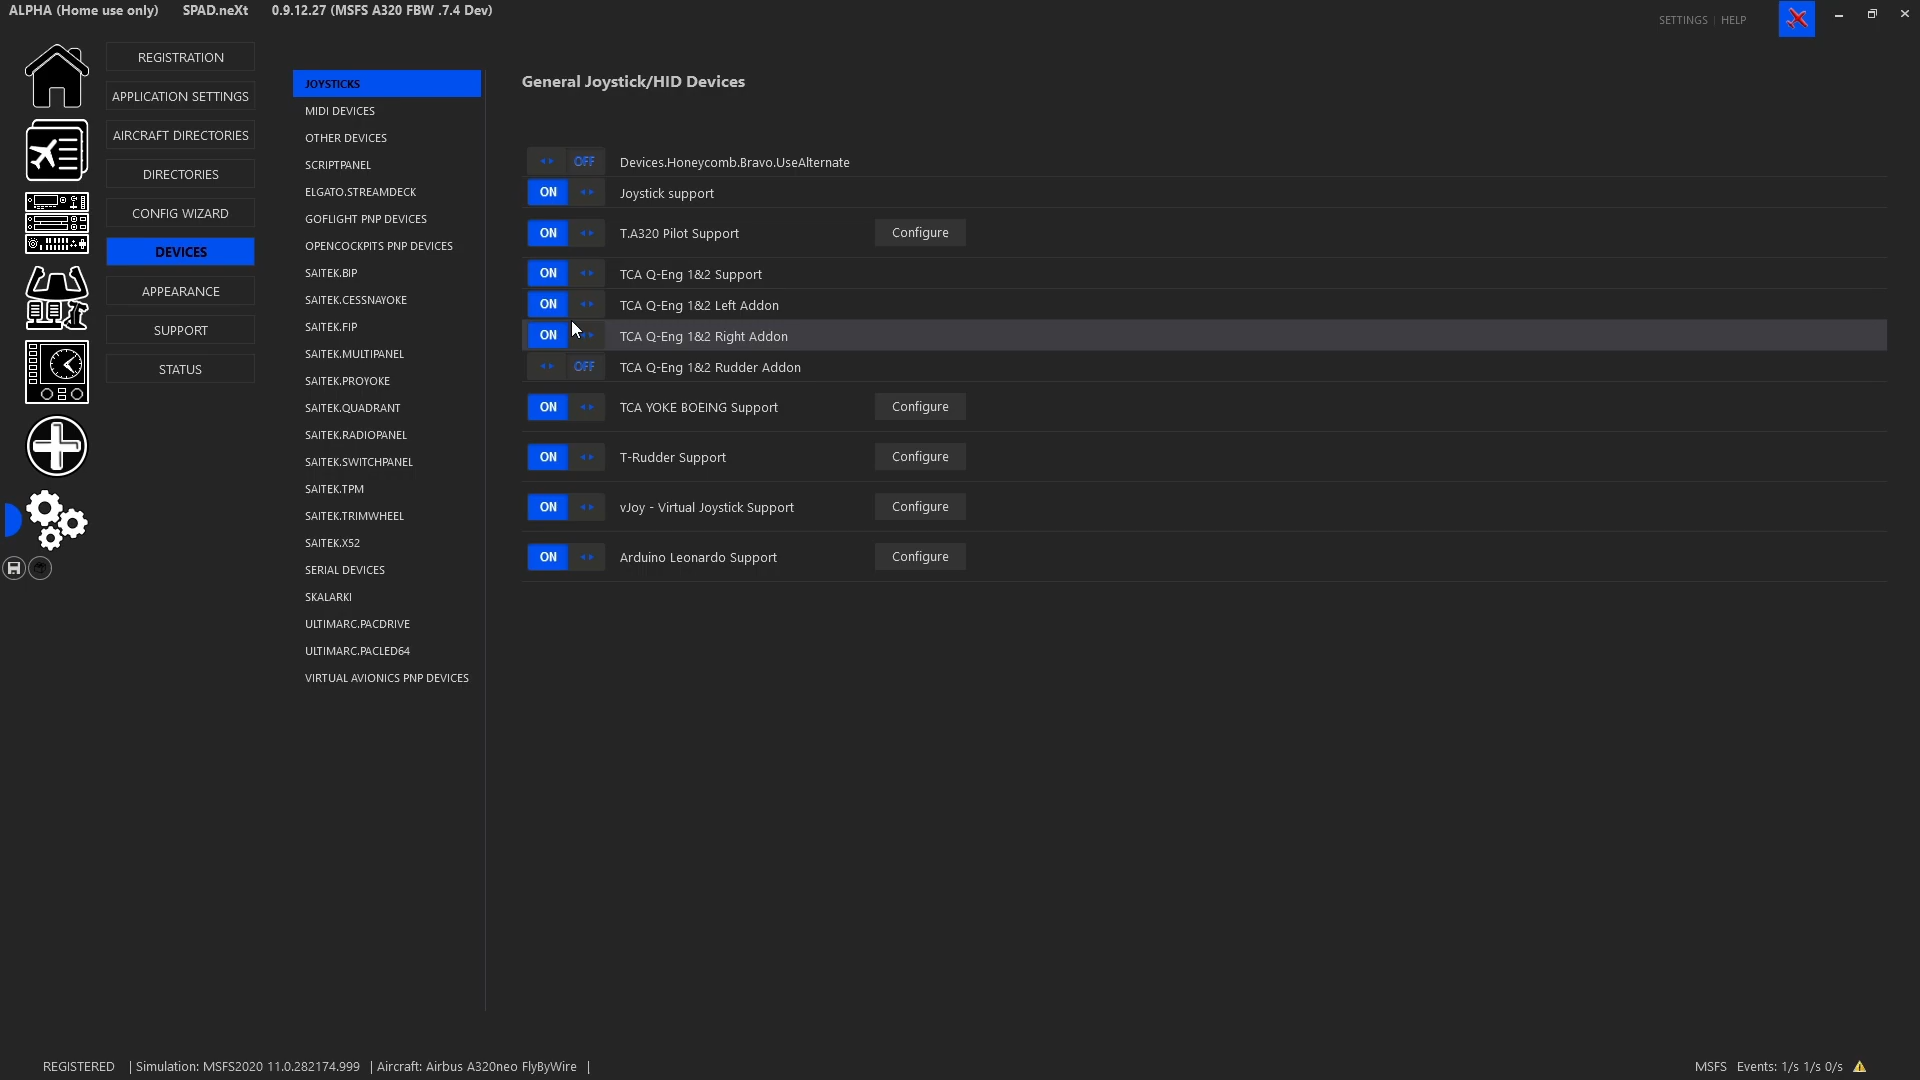 ALPHA (Home use only) SPAD.neXt 0.9.12.27 (MSFS A320 FBW .7.4 Dev)
SETTINGS | HELP
REGISTRATION
APPLICATION SETTINGS
AIRCRAFT DIRECTORIES
DIRECTORIES
CONFIG WIZARD
DEVICES
APPEARANCE
SUPPORT
STATUS
JOYSTICKS
MIDI DEVICES
OTHER DEVICES
SCRIPTPANEL
ELGATO.STREAMDECK
GOFLIGHT PNP DEVICES
OPENCOCKPITS PNP DEVICES
SAITEK.BIP
SAITEK.CESSNAYOKE
SAITEK.FIP
SAITEK.MULTIPANEL
SAITEK.PROYOKE
SAITEK.QUADRANT
SAITEK.RADIOPANEL
SAITEK.SWITCHPANEL
SAITEK.TPM
SAITEK.TRIMWHEEL
SAITEK.X52
SERIAL DEVICES
SKALARKI
ULTIMARC.PACDRIVE
ULTIMARC.PACLED64
VIRTUAL AVIONICS PNP DEVICES
General Joystick/HID Devices
OFF Devices.Honeycomb.Bravo.UseAlternate
ON Joystick support
ON T.A320 Pilot Support Configure
ON TCA Q-Eng 1&2 Support
ON TCA Q-Eng 1&2 Left Addon
ON TCA Q-Eng 1&2 Right Addon
OFF TCA Q-Eng 1&2 Rudder Addon
ON TCA YOKE BOEING Support Configure
ON T-Rudder Support Configure
ON vJoy - Virtual Joystick Support Configure
ON Arduino Leonardo Support Configure
REGISTERED | Simulation: MSFS2020 11.0.282174.999 | Aircraft: Airbus A320neo FlyByWire |
MSFS Events: 1/s 1/s 0/s